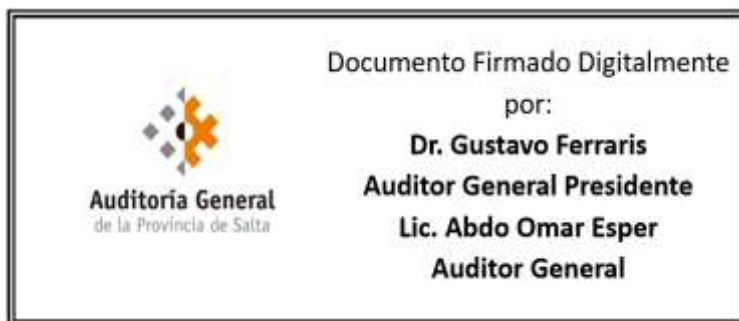 Auditoría General
de la Provincia de Salta
Documento Firmado Digitalmente
por:
Dr. Gustavo Ferraris
Auditor General Presidente
Lic. Abdo Omar Esper
Auditor General